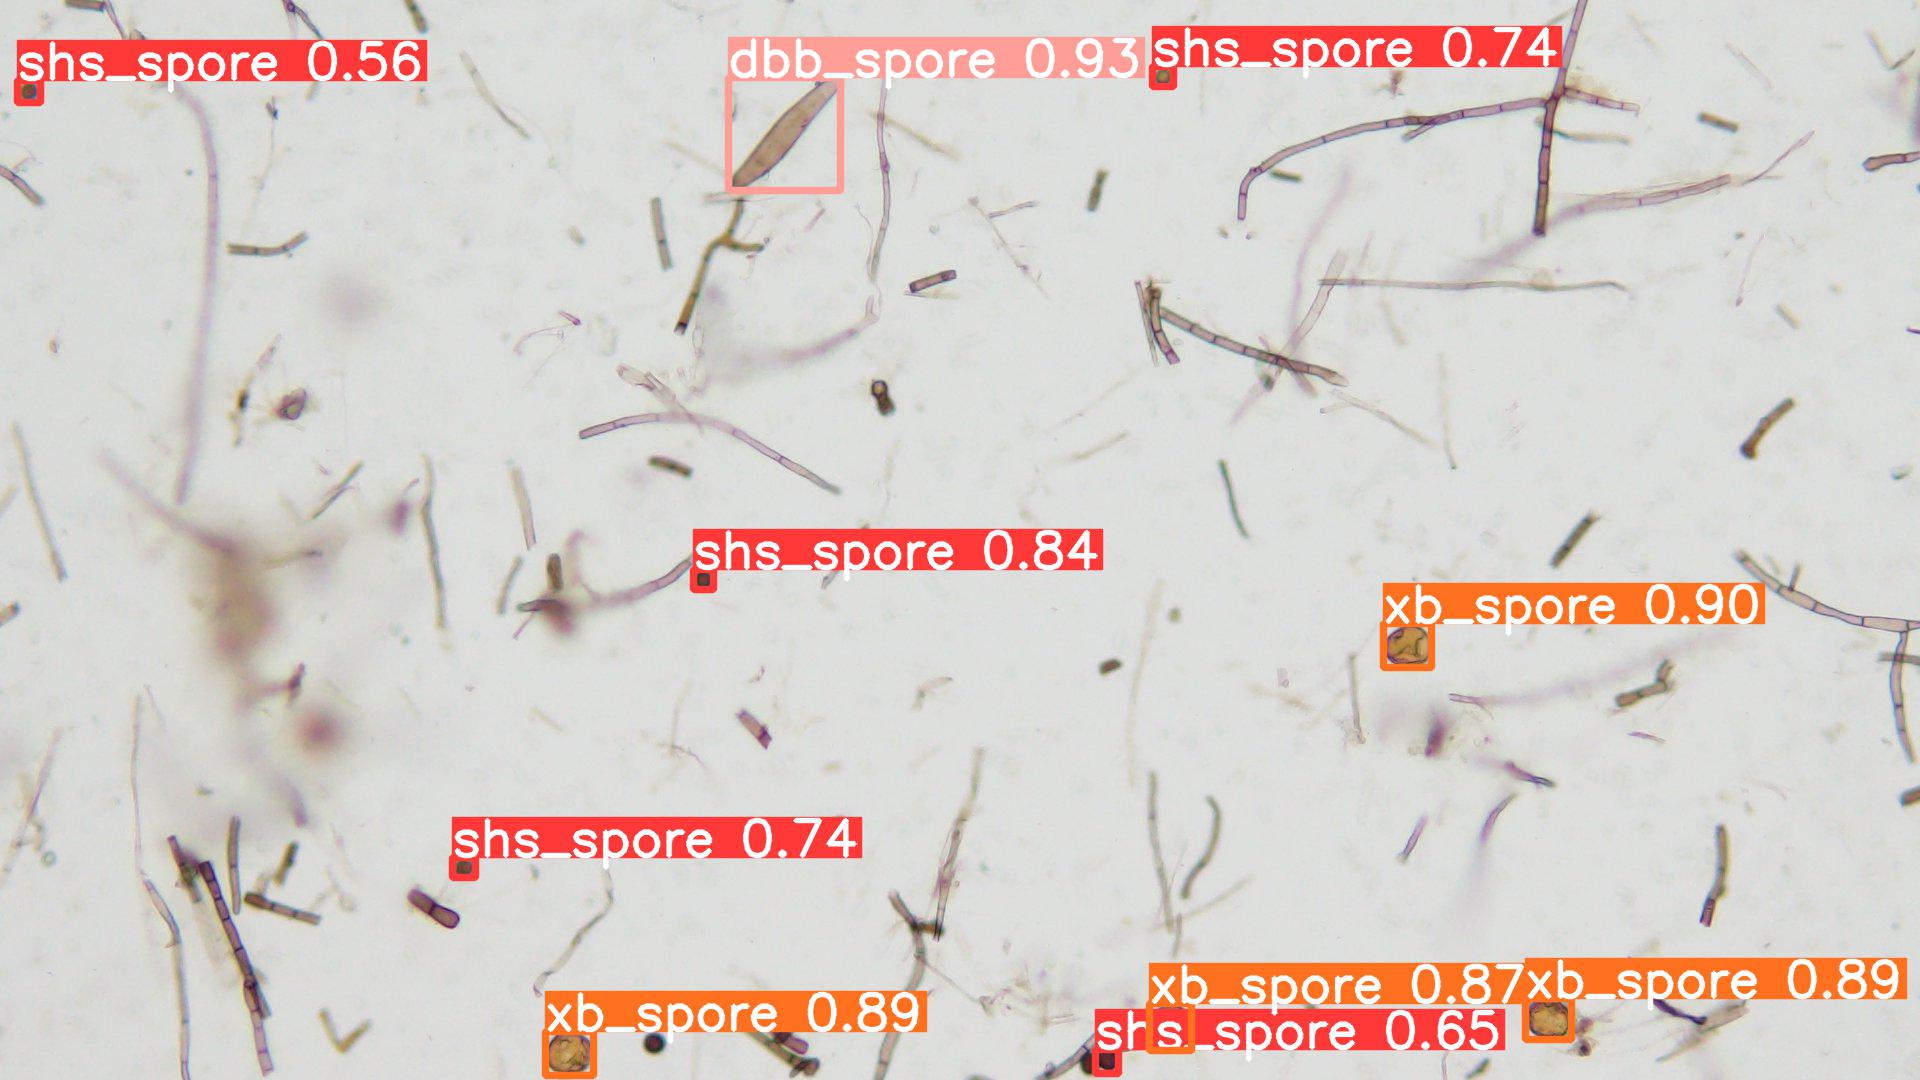 shs_spore 0.56
dbb_spore 0.93
shs_spore 0.74
shs_spore 0.84
xb_spore 0.90
shs_spore 0.74
xb_spore 0.89
xb_spore 0.87
xb_spore 0.89
shs_spore 0.65